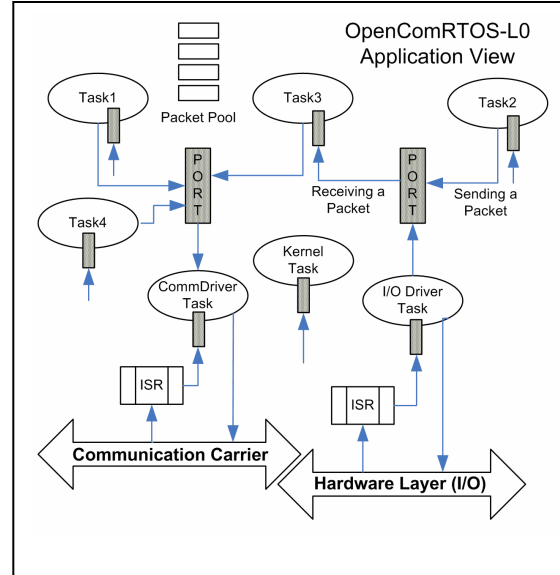 OpenComRTOS-L0
Application View
Task1
Packet Pool
Task3
Task2
P
O
R
T
P
O
R
T
Receiving a
Packet
Sending a
Packet
Task4
Kernel
Task
CommDriver
Task
I/O Driver
Task
ISR
ISR
Communication Carrier
Hardware Layer (I/O)